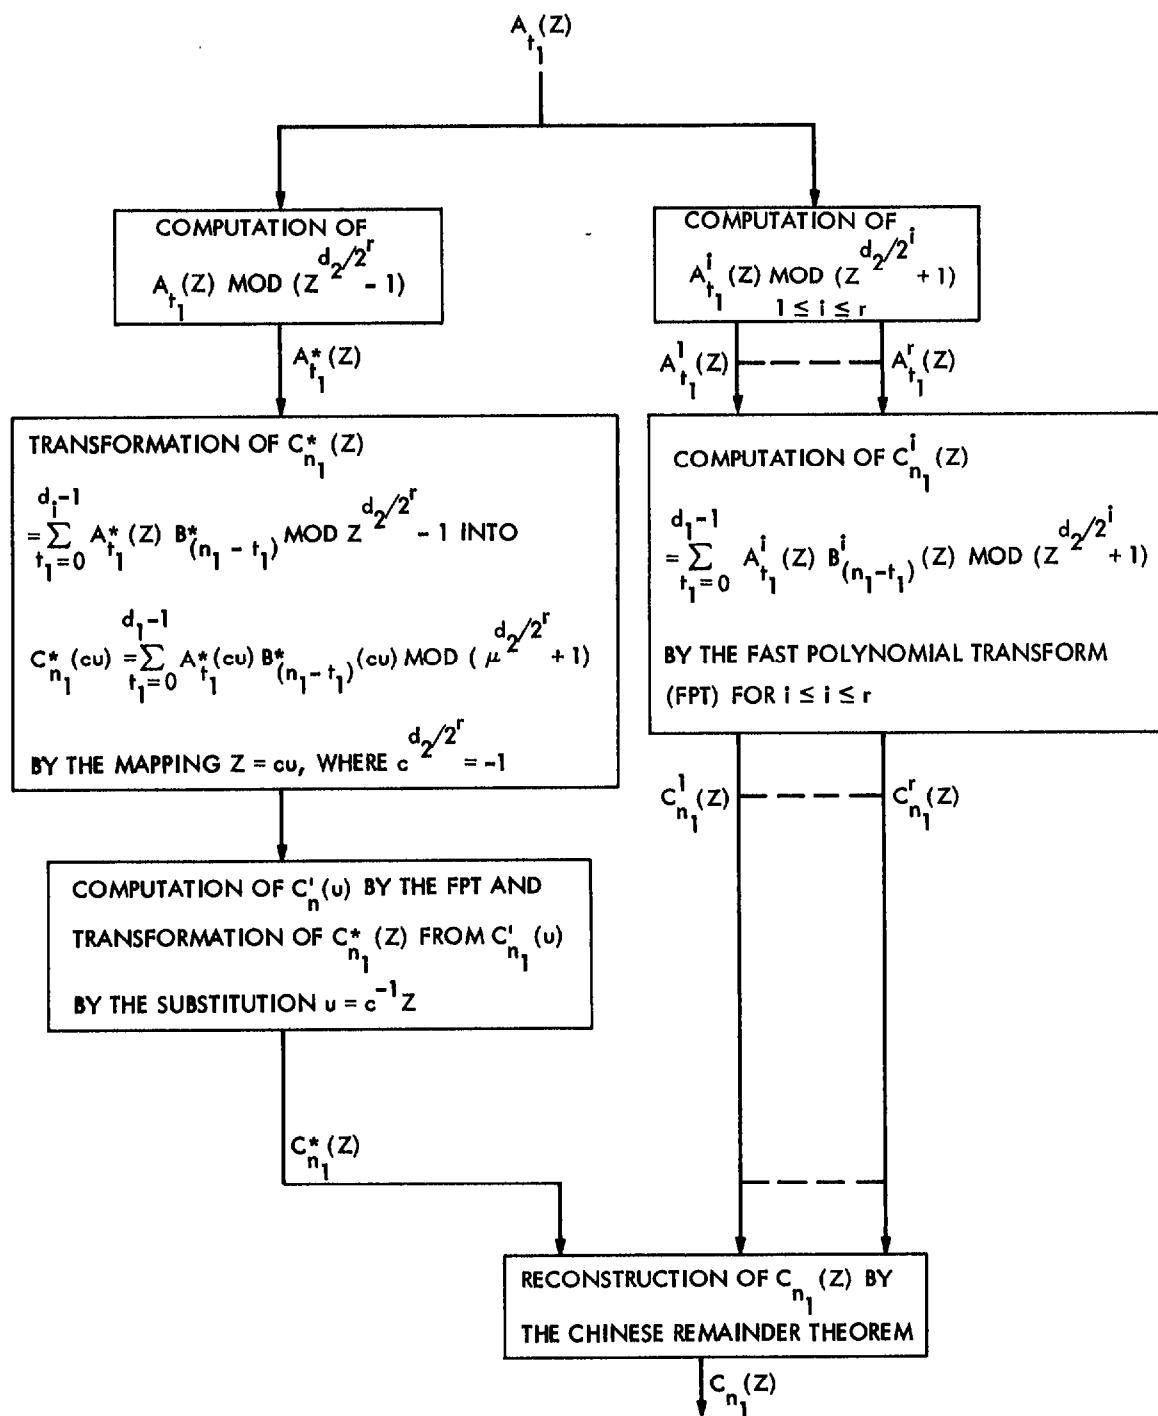 A_{t_1}(Z)
COMPUTATION OF
A_{t_1}(Z) MOD (Z^{d_2/2^r} - 1)
A*_{t_1}(Z)
TRANSFORMATION OF C*_{n_1}(Z)
= ∑_{t_1=0}^{d_i-1} A*_{t_1}(Z) B*_{(n_1 - t_1)} MOD Z^{d_2/2^r} - 1 INTO
C*_{n_1}(cu) = ∑_{t_1=0}^{d_1-1} A*_{t_1}(cu) B*_{(n_1 - t_1)}(cu) MOD (μ^{d_2/2^r} + 1)
BY THE MAPPING Z = cu, WHERE c^{d_2/2^r} = -1
COMPUTATION OF C'_n(u) BY THE FPT AND
TRANSFORMATION OF C*_{n_1}(Z) FROM C'_{n_1}(u)
BY THE SUBSTITUTION u = c^{-1}Z
C*_{n_1}(Z)
COMPUTATION OF
A^i_{t_1}(Z) MOD (Z^{d_2/2^i} + 1)
1 ≤ i ≤ r
A^1_{t_1}(Z) A^r_{t_1}(Z)
COMPUTATION OF C^i_{n_1}(Z)
= ∑_{t_1=0}^{d_1-1} A^i_{t_1}(Z) B^i_{(n_1-t_1)}(Z) MOD (Z^{d_2/2^i} + 1)
BY THE FAST POLYNOMIAL TRANSFORM
(FPT) FOR i ≤ i ≤ r
C^1_{n_1}(Z) C^r_{n_1}(Z)
RECONSTRUCTION OF C_{n_1}(Z) BY
THE CHINESE REMAINDER THEOREM
C_{n_1}(Z)